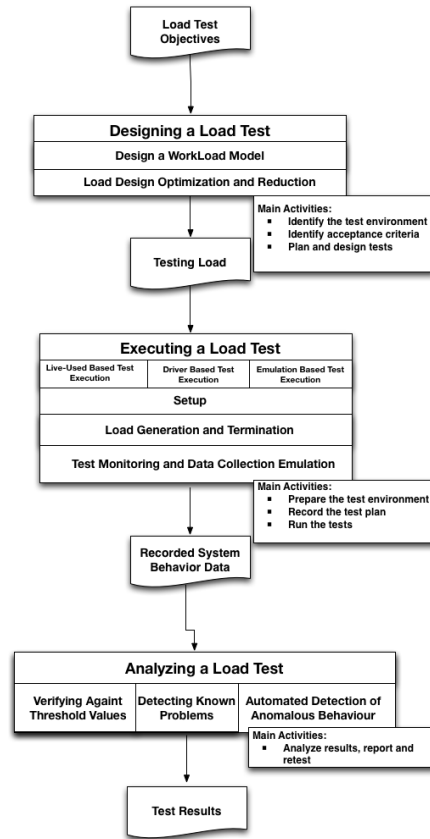 Load Test
Objectives
Designing a Load Test
Design a WorkLoad Model
Load Design Optimization and Reduction
Main Activities:
▪ Identify the test environment
▪ Identify acceptance criteria
▪ Plan and design tests
Testing Load
Executing a Load Test
Live-Used Based Test
Execution
Driver Based Test
Execution
Emulation Based Test
Execution
Setup
Load Generation and Termination
Test Monitoring and Data Collection Emulation
Main Activities:
▪ Prepare the test environment
▪ Record the test plan
▪ Run the tests
Recorded System
Behavior Data
Analyzing a Load Test
Verifying Againt
Threshold Values
Detecting Known
Problems
Automated Detection of
Anomalous Behaviour
Main Activities:
▪ Analyze results, report and
retest
Test Results